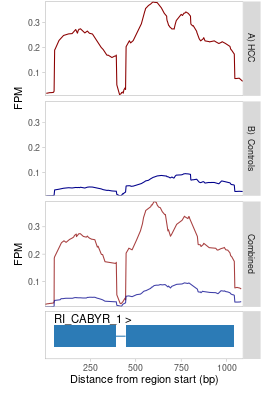 0.3
0.2
0.1
A) HCC
FPM
0.3
0.2
0.1
B) Controls
0.3
0.2
0.1
FPM
Combined
RI_CABYR_1 >
250 500 750 1000
Distance from region start (bp)